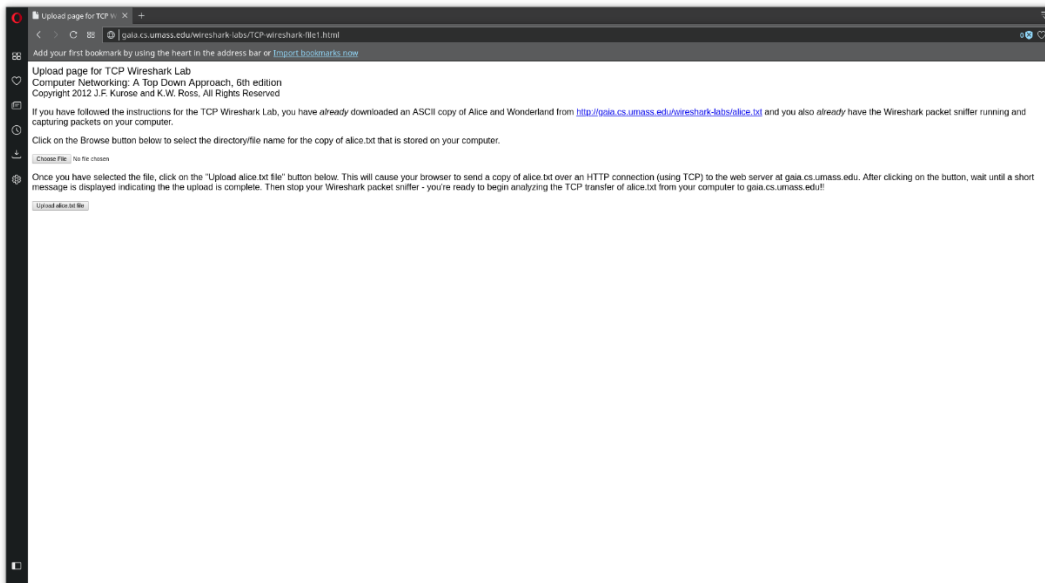 Upload page for TCP W
gaia.cs.umass.edu/wireshark-labs/TCP-wireshark-file1.html
0
Add your first bookmark by using the heart in the address bar or Import bookmarks now
Upload page for TCP Wireshark Lab
Computer Networking: A Top Down Approach, 6th edition
Copyright 2012 J.F. Kurose and K.W. Ross, All Rights Reserved
If you have followed the instructions for the TCP Wireshark Lab, you have already downloaded an ASCII copy of Alice and Wonderland from http://gaia.cs.umass.edu/wireshark-labs/alice.txt and you also already have the Wireshark packet sniffer running and
capturing packets on your computer.
Click on the Browse button below to select the directory/file name for the copy of alice.txt that is stored on your computer.
Choose File No file chosen
Once you have selected the file, click on the "Upload alice.txt file" button below. This will cause your browser to send a copy of alice.txt over an HTTP connection (using TCP) to the web server at gaia.cs.umass.edu. After clicking on the button, wait until a short
message is displayed indicating the the upload is complete. Then stop your Wireshark packet sniffer - you're ready to begin analyzing the TCP transfer of alice.txt from your computer to gaia.cs.umass.edu!!
Upload alice.txt file